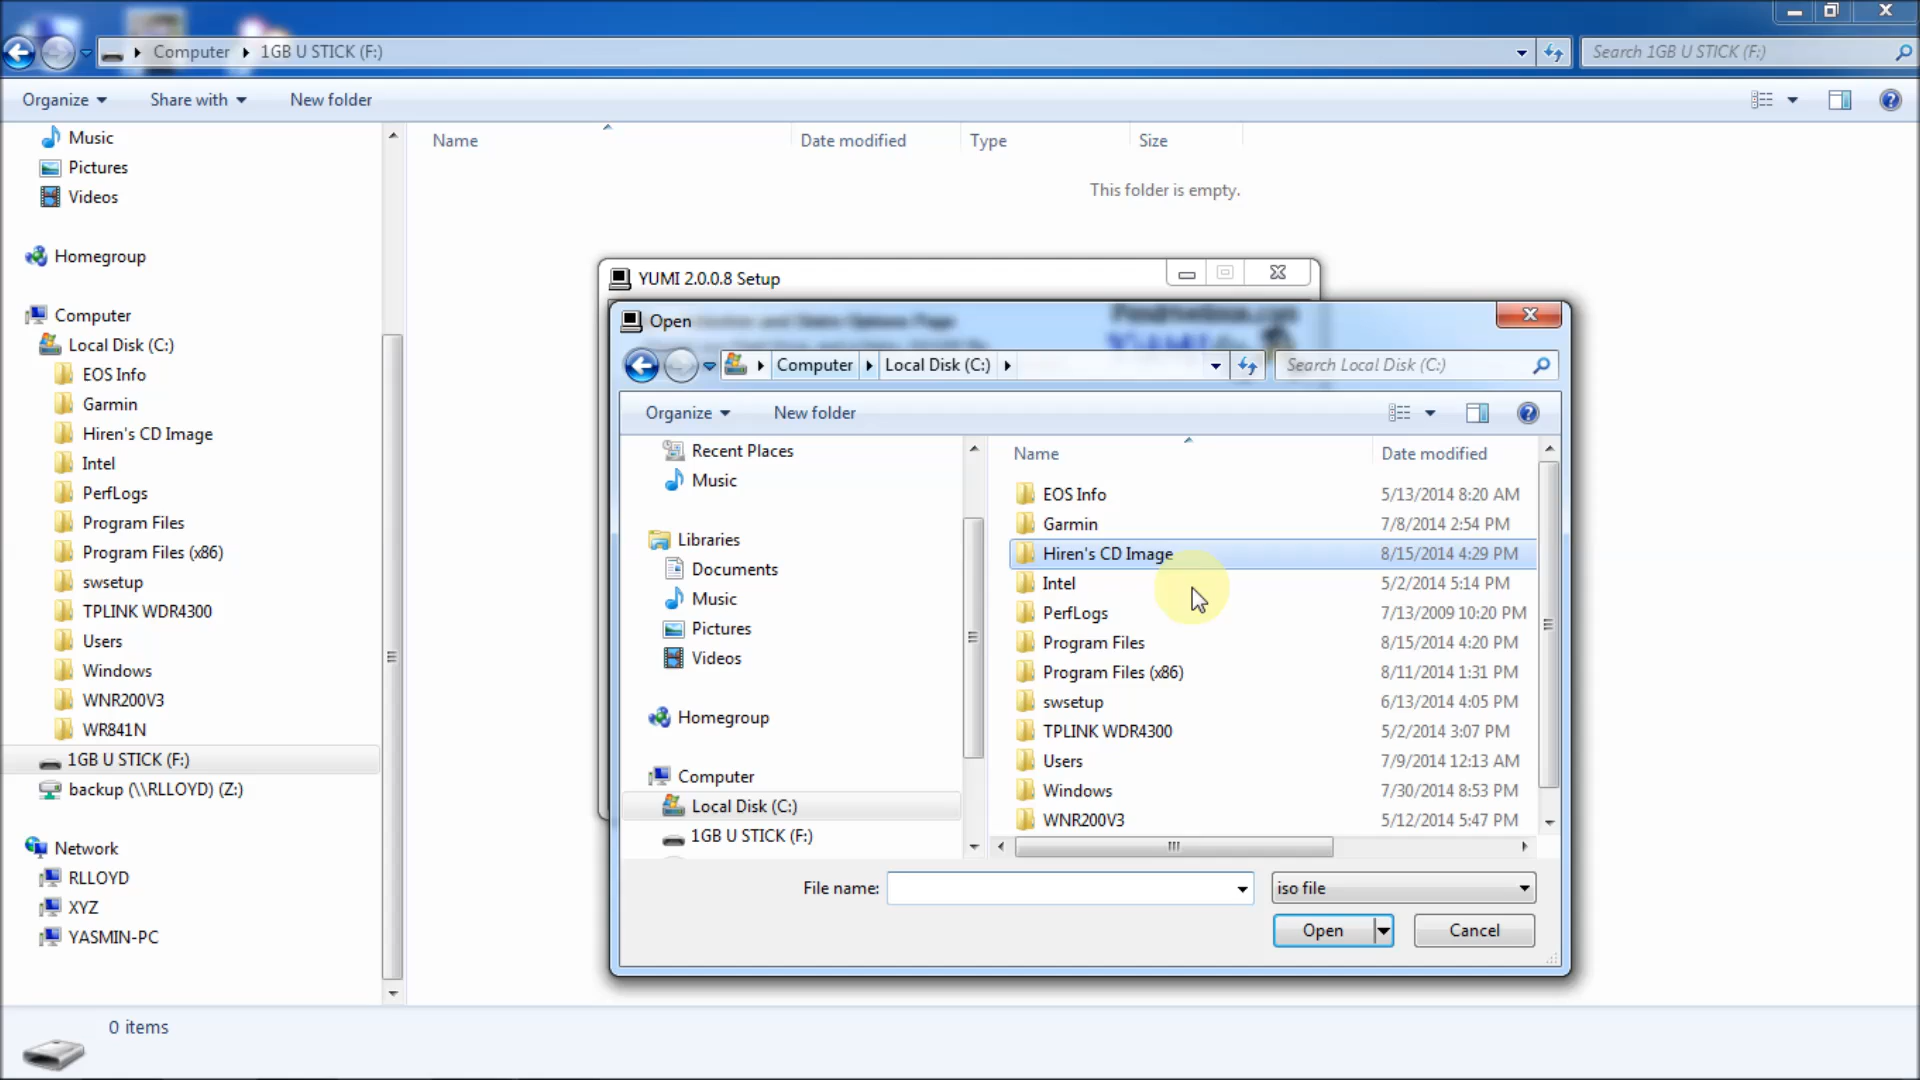 Computer 1GB U STICK (F:)
Search 1GB U STICK (F:)
Organize Share with New folder
Name Date modified Type Size
This folder is empty.
Music
Pictures
Videos
Homegroup
Computer
Local Disk (C:)
EOS Info
Garmin
Hiren's CD Image
Intel
PerfLogs
Program Files
Program Files (x86)
swsetup
TPLINK WDR4300
Users
Windows
WNR200V3
WR841N
1GB U STICK (F:)
backup (\\RLLOYD) (Z:)
Network
RLLOYD
XYZ
YASMIN-PC
0 items
YUMI 2.0.0.8 Setup
Open
Computer Local Disk (C:)
Search Local Disk (C:)
Organize New folder
Recent Places
Music
Libraries
Documents
Music
Pictures
Videos
Homegroup
Computer
Local Disk (C:)
1GB U STICK (F:)
Name Date modified
EOS Info 5/13/2014 8:20 AM
Garmin 7/8/2014 2:54 PM
Hiren's CD Image 8/15/2014 4:29 PM
Intel 5/2/2014 5:14 PM
PerfLogs 7/13/2009 10:20 PM
Program Files 8/15/2014 4:20 PM
Program Files (x86) 8/11/2014 1:31 PM
swsetup 6/13/2014 4:05 PM
TPLINK WDR4300 5/2/2014 3:07 PM
Users 7/9/2014 12:13 AM
Windows 7/30/2014 8:53 PM
WNR200V3 5/12/2014 5:47 PM
File name:
iso file
Open Cancel